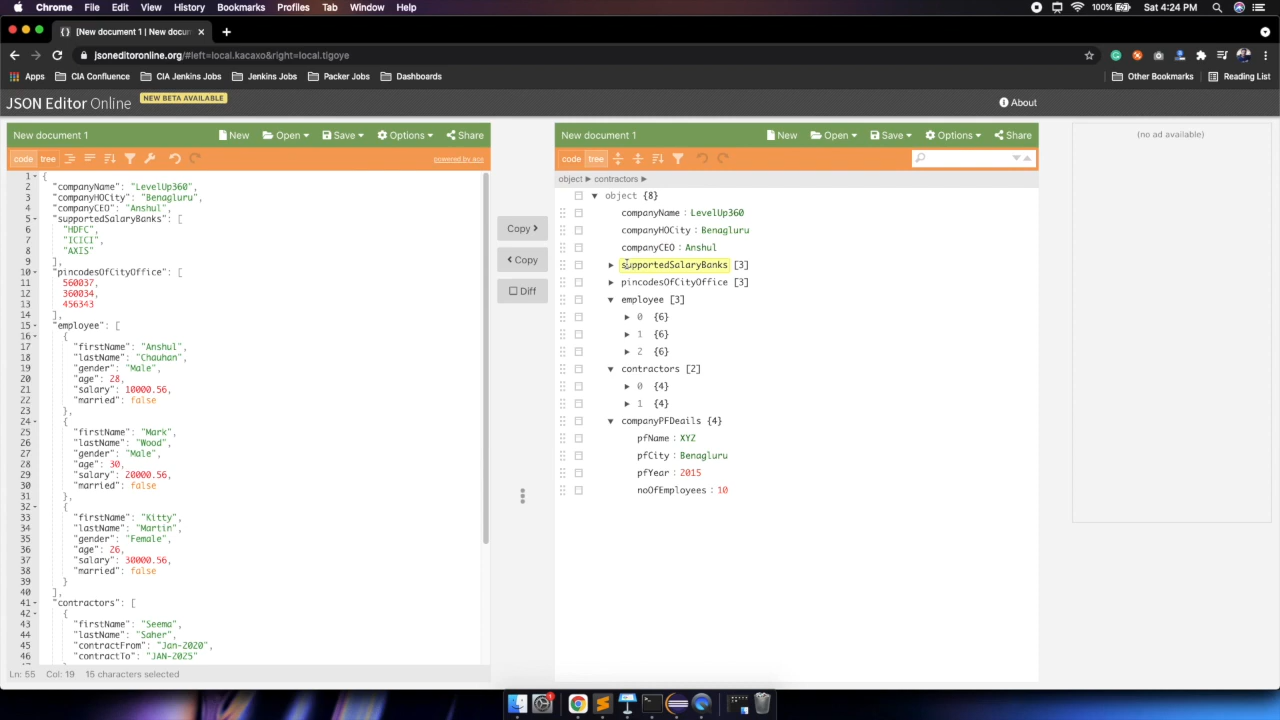 Chrome File Edit View History Bookmarks Profiles Tab Window Help 100% Sat 4:24 PM
[New document 1] | New docu
jsoneditoronline.org/#left=local.kacaxo&right=local.tigoye
Apps CIA Confluence CIA Jenkins Jobs Jenkins Jobs Packer Jobs Dashboards Other Bookmarks Reading List
JSON Editor Online NEW BETA AVAILABLE About
New document 1 New Open Save Options Share
code tree powered by ace
1 {
2 "companyName": "LevelUp360",
3 "companyHOCity": "Benagluru",
4 "companyCEO": "Anshul",
5 "supportedSalaryBanks": [
6 "HDFC",
7 "ICICI",
8 "AXIS"
9 ],
10 "pincodesOfCityOffice": [
11 560037,
12 360034,
13 456343
14 ],
15 "employee": [
16 {
17 "firstName": "Anshul",
18 "lastName": "Chauhan",
19 "gender": "Male",
20 "age": 28,
21 "salary": 10000.56,
22 "married": false
23 },
24 {
25 "firstName": "Mark",
26 "lastName": "Wood",
27 "gender": "Male",
28 "age": 30,
29 "salary": 20000.56,
30 "married": false
31 },
32 {
33 "firstName": "Kitty",
34 "lastName": "Martin",
35 "gender": "Female",
36 "age": 26,
37 "salary": 30000.56,
38 "married": false
39 }
40 ],
41 "contractors": [
42 {
43 "firstName": "Seema",
44 "lastName": "Saher",
45 "contractFrom": "Jan-2020",
46 "contractTo": "JAN-2025"
Ln: 55 Col: 19 15 characters selected
Copy >
< Copy
Diff
New document 1 New Open Save Options Share
code tree
object ► contractors ►
object {8}
companyName : LevelUp360
companyHOCity : Benagluru
companyCEO : Anshul
supportedSalaryBanks [3]
pincodesOfCityOffice [3]
employee [3]
0 {6}
1 {6}
2 {6}
contractors [2]
0 {4}
1 {4}
companyPFDeails {4}
pfName : XYZ
pfCity : Benagluru
pfYear : 2015
noOfEmployees : 10
(no ad available)